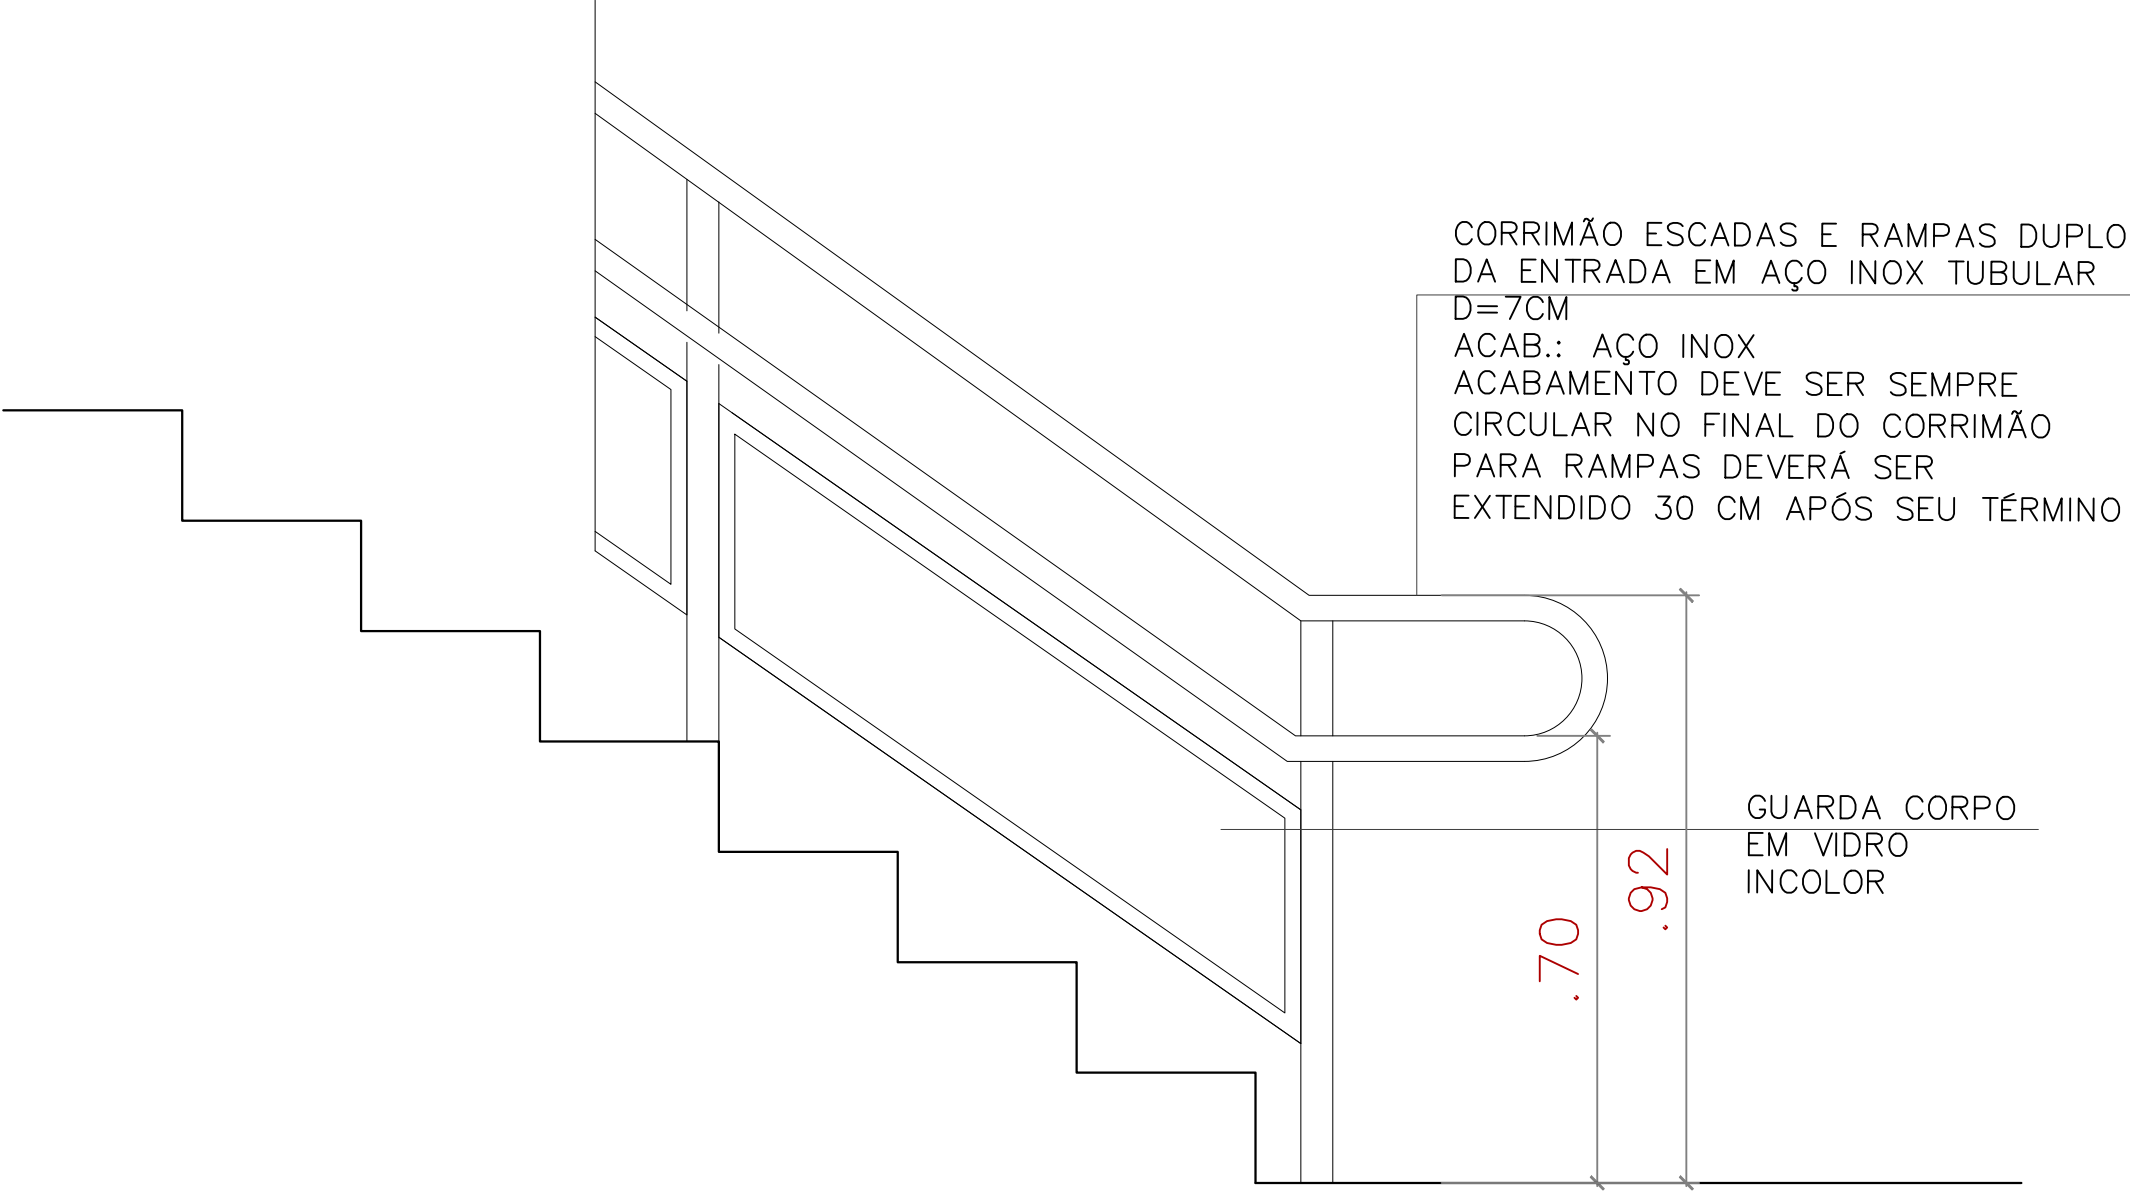 CORRIMÃO ESCADAS E RAMPAS DUPLO
DA ENTRADA EM AÇO INOX TUBULAR
D=7CM
ACAB.: AÇO INOX
ACABAMENTO DEVE SER SEMPRE
CIRCULAR NO FINAL DO CORRIMÃO
PARA RAMPAS DEVERÁ SER
EXTENDIDO 30 CM APÓS SEU TÉRMINO
GUARDA CORPO
EM VIDRO
INCOLOR
.92
.70